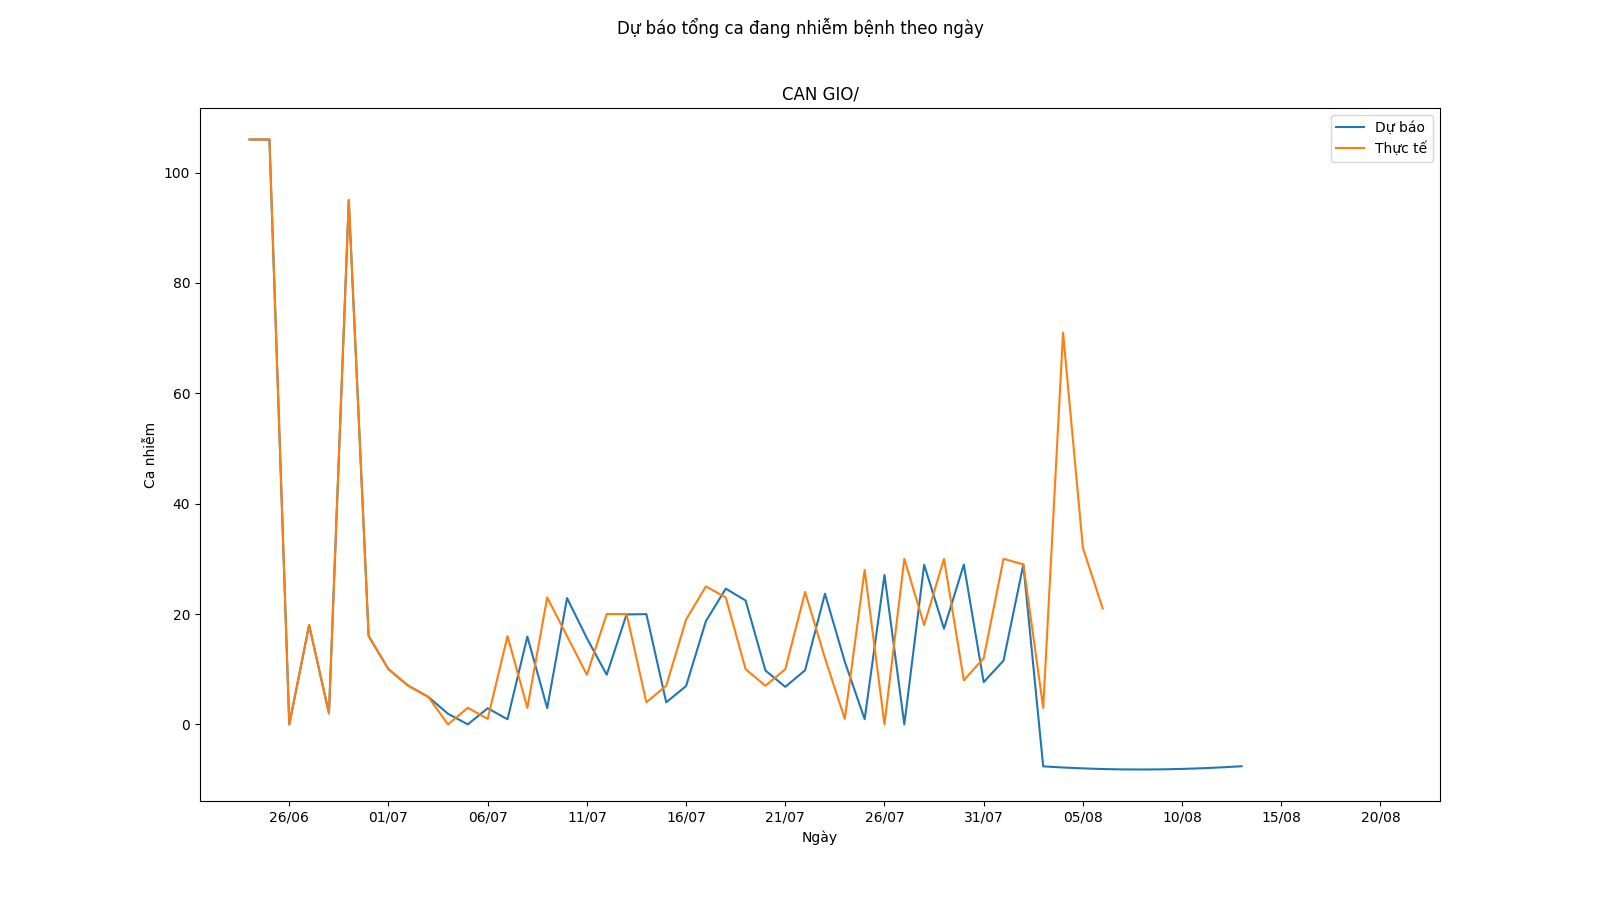 Dự báo tổng ca đang nhiễm bệnh theo ngày
CAN GIO/
Dự báo
Thực tế
100
80
60
40
20
0
Ca nhiễm
26/06 01/07 06/07 11/07 16/07 21/07 26/07 31/07 05/08 10/08 15/08 20/08
Ngày